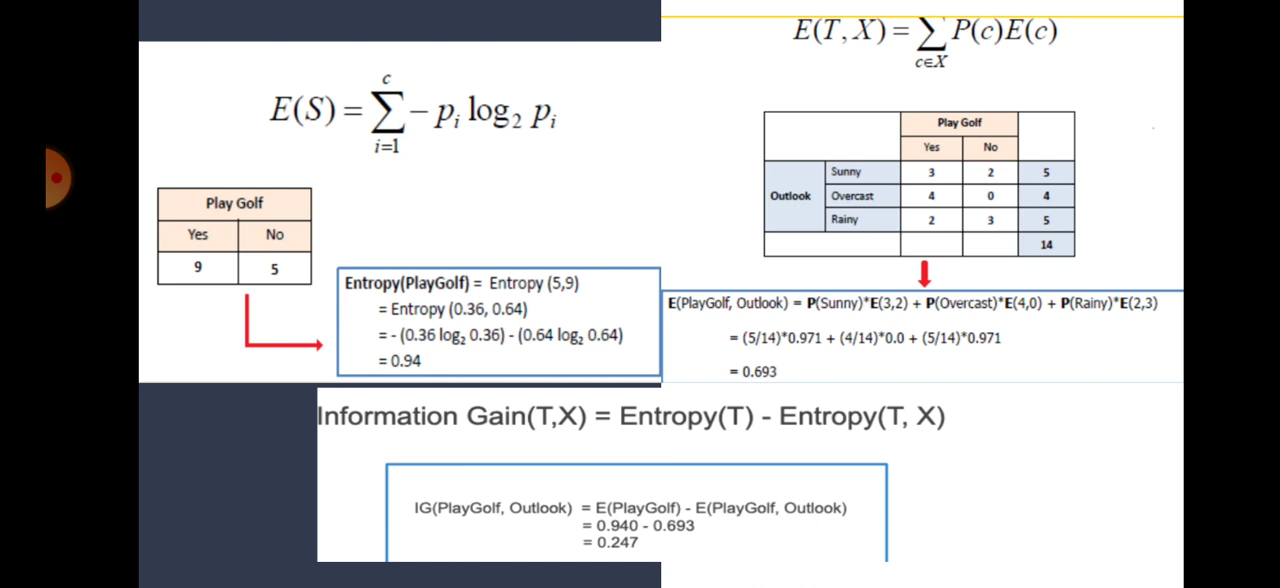 E(S) = ∑ᵢ₌₁ᶜ − pᵢ log₂ pᵢ
Play Golf
Yes No
9 5
Entropy(PlayGolf) = Entropy (5,9)
= Entropy (0.36, 0.64)
= - (0.36 log₂ 0.36) - (0.64 log₂ 0.64)
= 0.94
E(T, X) = ∑ c∈X P(c)E(c)
Play Golf
Yes No
Sunny 3 2 5
Outlook Overcast 4 0 4
Rainy 2 3 5
14
E(PlayGolf, Outlook) = P(Sunny)*E(3,2) + P(Overcast)*E(4,0) + P(Rainy)*E(2,3)
= (5/14)*0.971 + (4/14)*0.0 + (5/14)*0.971
= 0.693
Information Gain(T,X) = Entropy(T) - Entropy(T, X)
IG(PlayGolf, Outlook) = E(PlayGolf) - E(PlayGolf, Outlook)
= 0.940 - 0.693
= 0.247